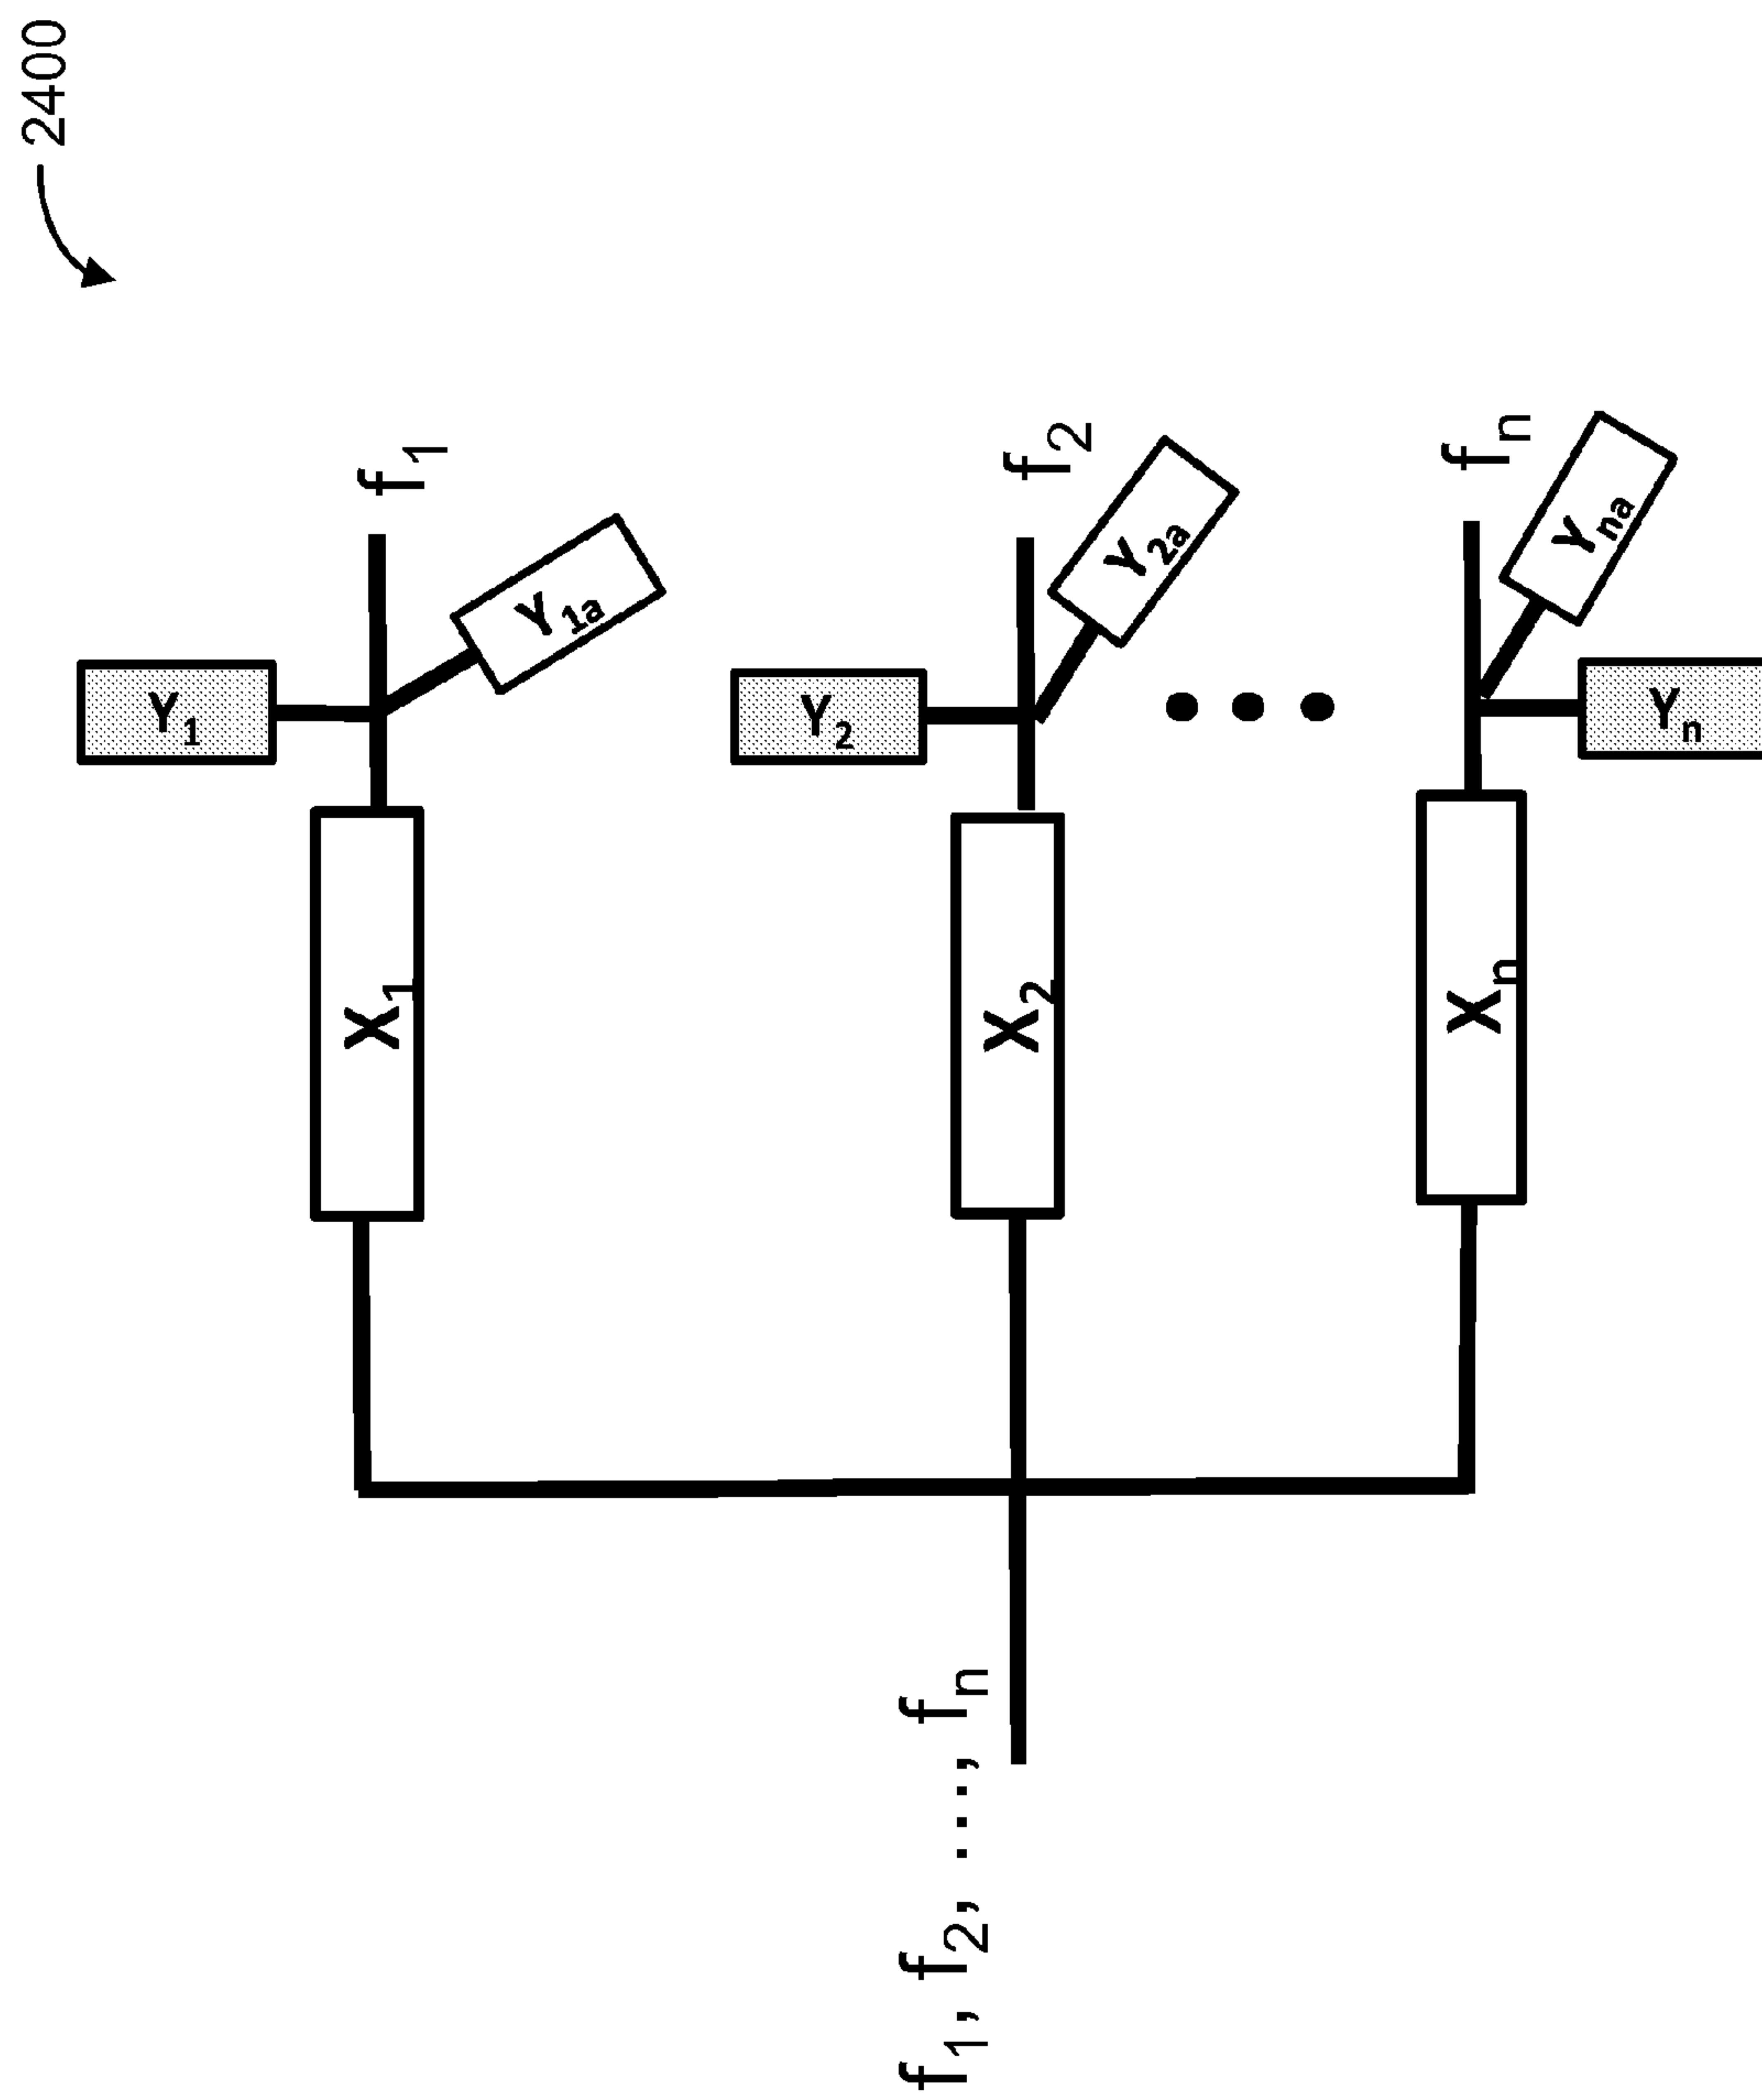 2400
f₁
f₂
fₙ
Y₁
Y₁ₐ
Y₂
Y₂ₐ
Yₙ
Yₙₐ
X₁
X₂
Xₙ
f₁, f₂, ..., fₙ